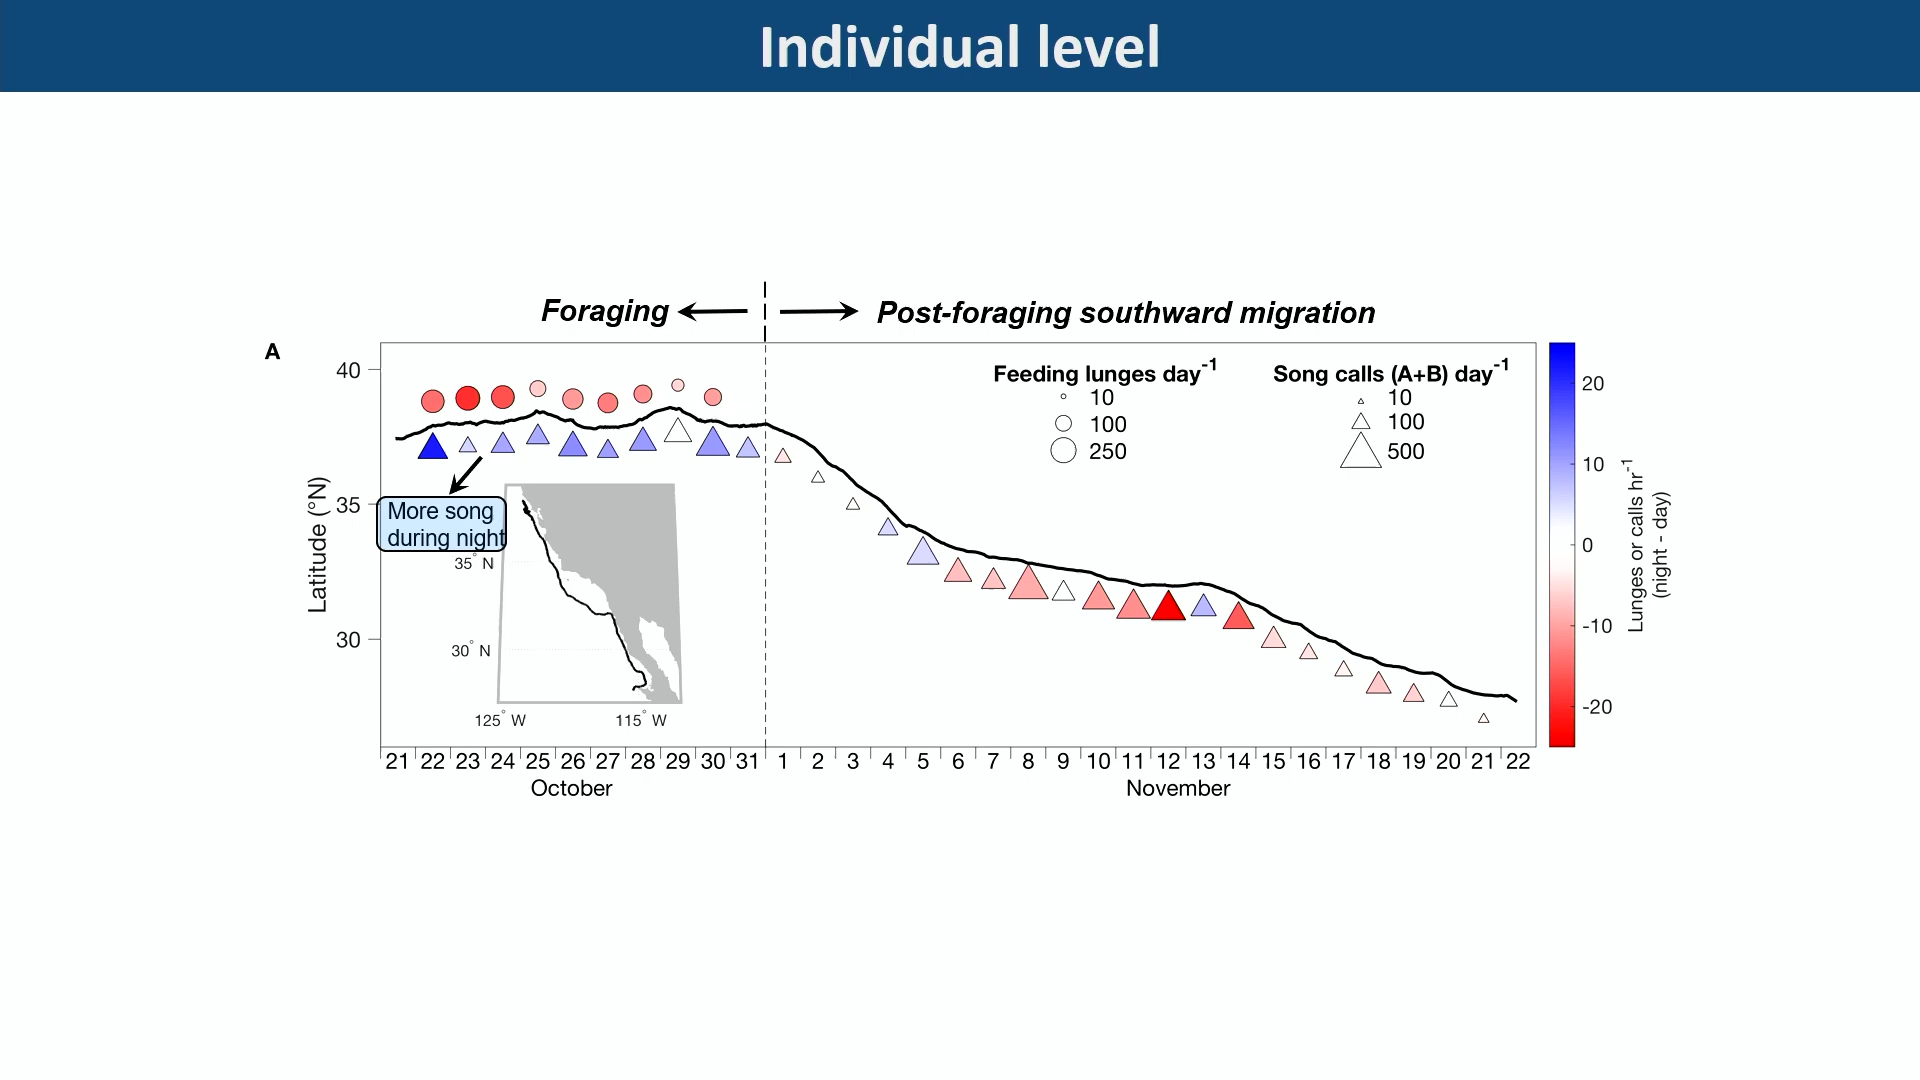 Individual level
Foraging
Post-foraging southward migration
A
Feeding lunges day-1
10
100
250
Song calls (A+B) day-1
10
100
500
40
35
30
Latitude (°N)
More song
during night
35° N
30° N
125° W
115° W
21 22 23 24 25 26 27 28 29 30 31 1 2 3 4 5 6 7 8 9 10 11 12 13 14 15 16 17 18 19 20 21 22
October
November
20
10
0
-10
-20
Lunges or calls hr-1
(night - day)